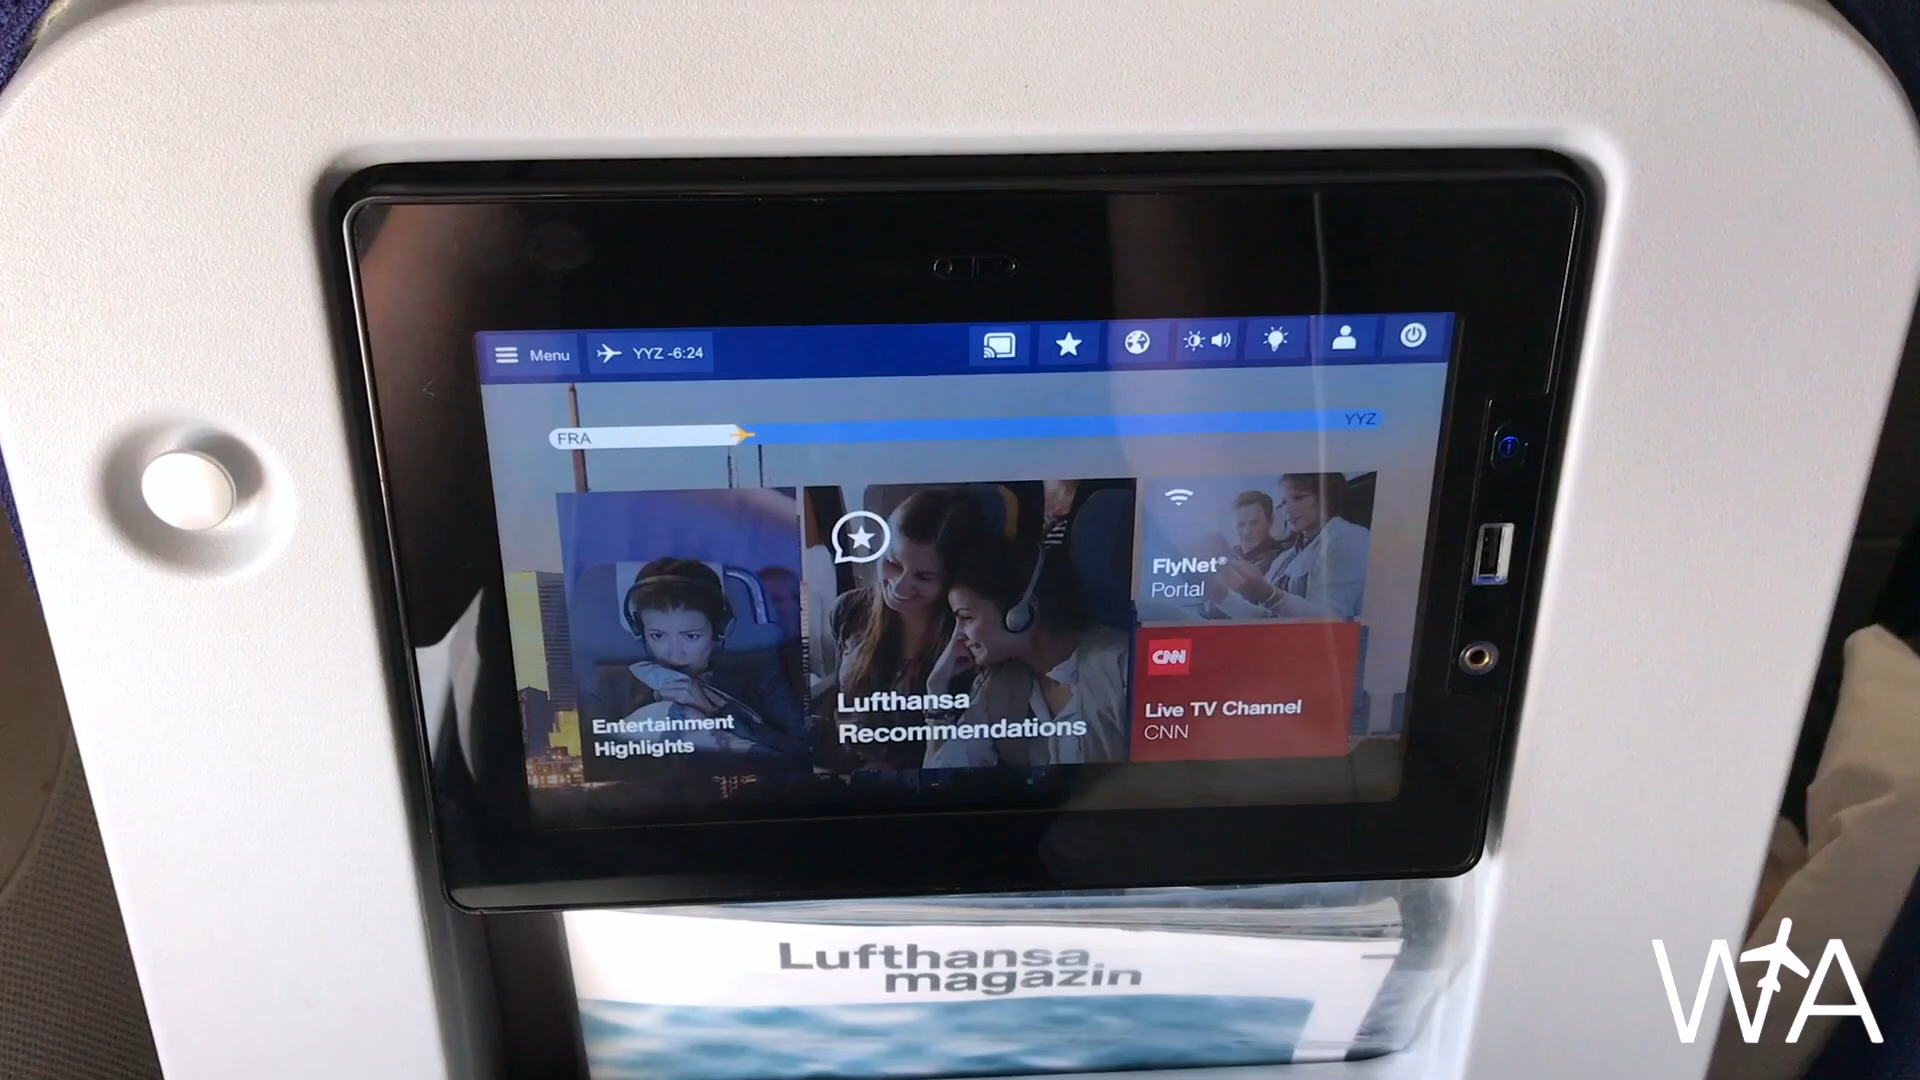 Menu
YYZ -6:24
FRA
YYZ
Entertainment
Highlights
Lufthansa
Recommendations
FlyNet®
Portal
CNN
Live TV Channel
CNN
Lufthansa
magazin
WA